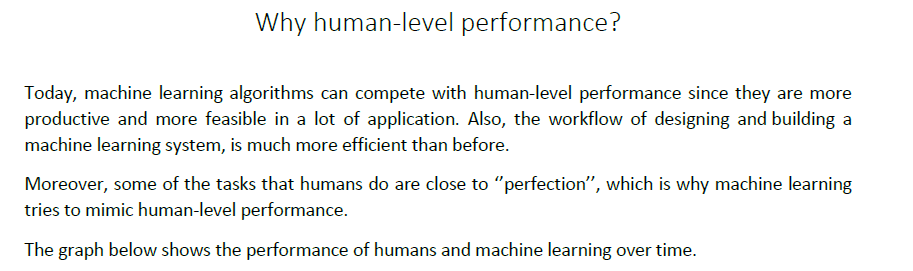 Why human-level performance?
Today, machine learning algorithms can compete with human-level performance since they are more
productive and more feasible in a lot of application. Also, the workflow of designing and building a
machine learning system, is much more efficient than before.
Moreover, some of the tasks that humans do are close to ‘’perfection’’, which is why machine learning
tries to mimic human-level performance.
The graph below shows the performance of humans and machine learning over time.